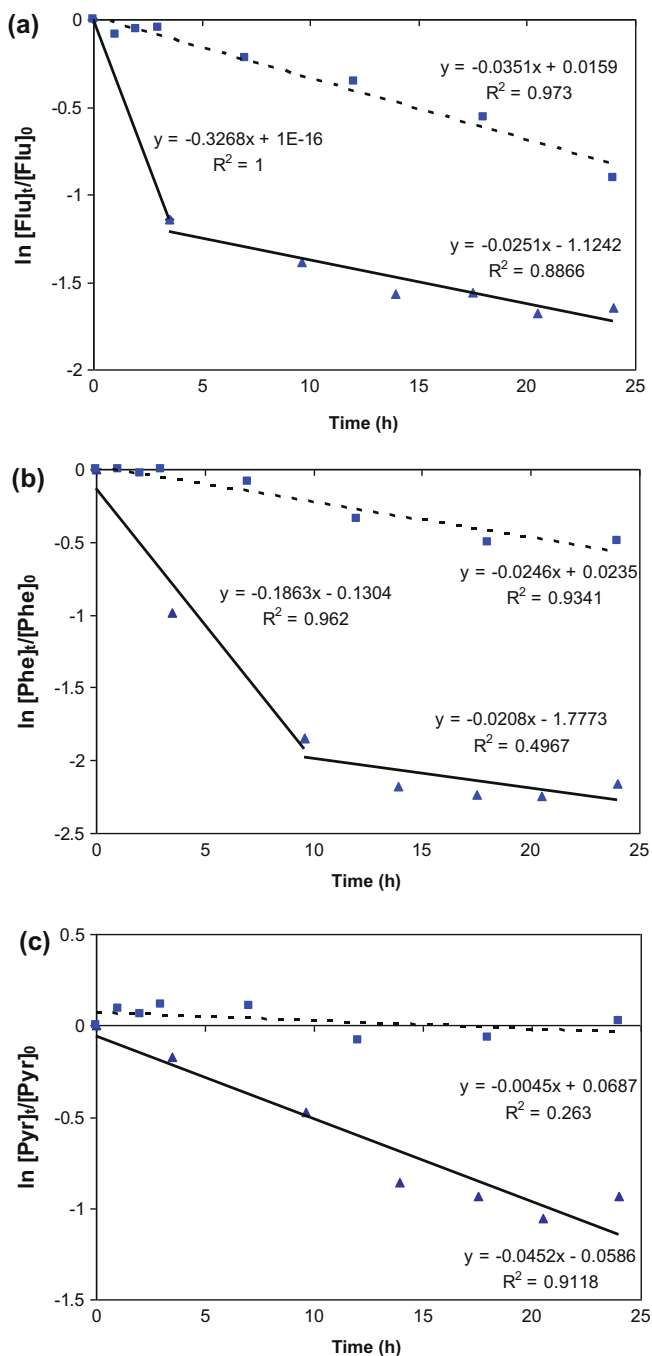 (a)
0
-0.5
-1
-1.5
-2
ln [Flu]t/[Flu]0
y = -0.0351x + 0.0159
R2 = 0.973
y = -0.3268x + 1E-16
R2 = 1
y = -0.0251x - 1.1242
R2 = 0.8866
0 5 10 15 20 25
Time (h)
(b)
0
-0.5
-1
-1.5
-2
-2.5
ln [Phe]t/[Phe]0
y = -0.1863x - 0.1304
R2 = 0.962
y = -0.0246x + 0.0235
R2 = 0.9341
y = -0.0208x - 1.7773
R2 = 0.4967
0 5 10 15 20 25
Time (h)
(c)
0.5
0
-0.5
-1
-1.5
ln [Pyr]t/[Pyr]0
0 5 10 15 20 25
y = -0.0045x + 0.0687
R2 = 0.263
y = -0.0452x - 0.0586
R2 = 0.9118
Time (h)